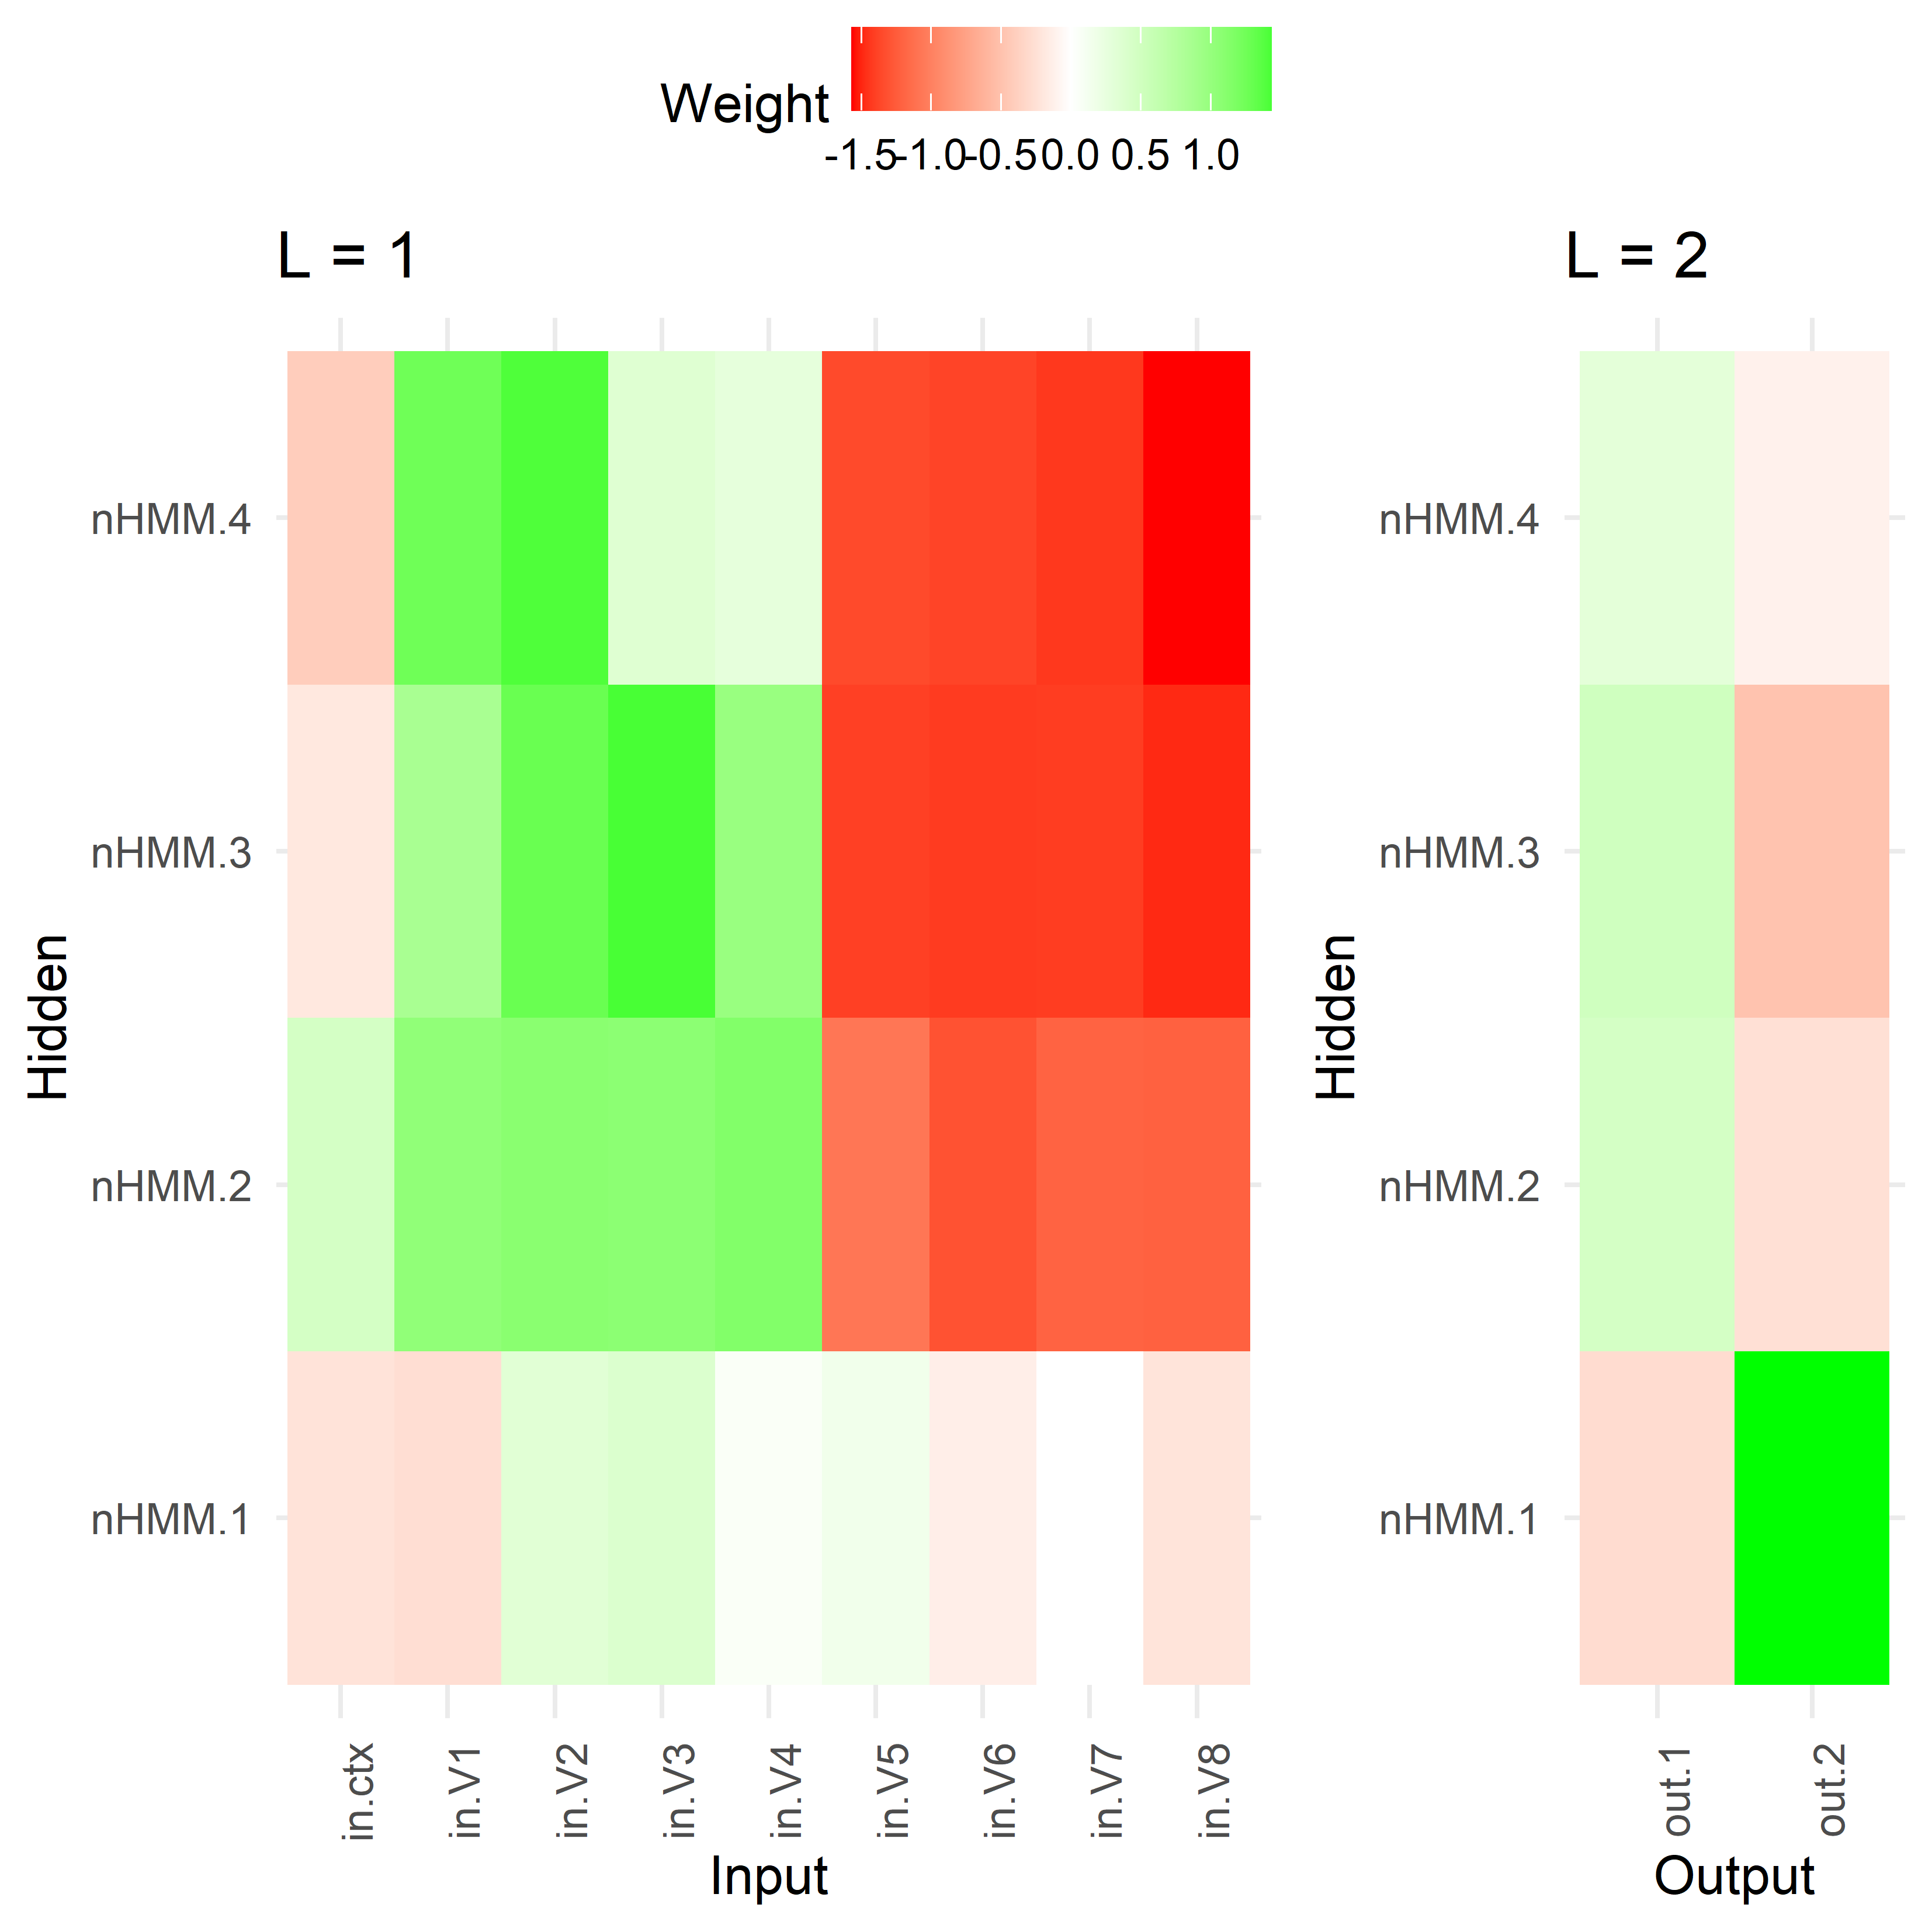 Weight
-1.5 -1.0 -0.5 0.0 0.5 1.0
L = 1
L = 2
Hidden
nHMM.4
nHMM.3
nHMM.2
nHMM.1
in.ctx in.V1 in.V2 in.V3 in.V4 in.V5 in.V6 in.V7 in.V8
Input
Hidden
nHMM.4
nHMM.3
nHMM.2
nHMM.1
out.1 out.2
Output